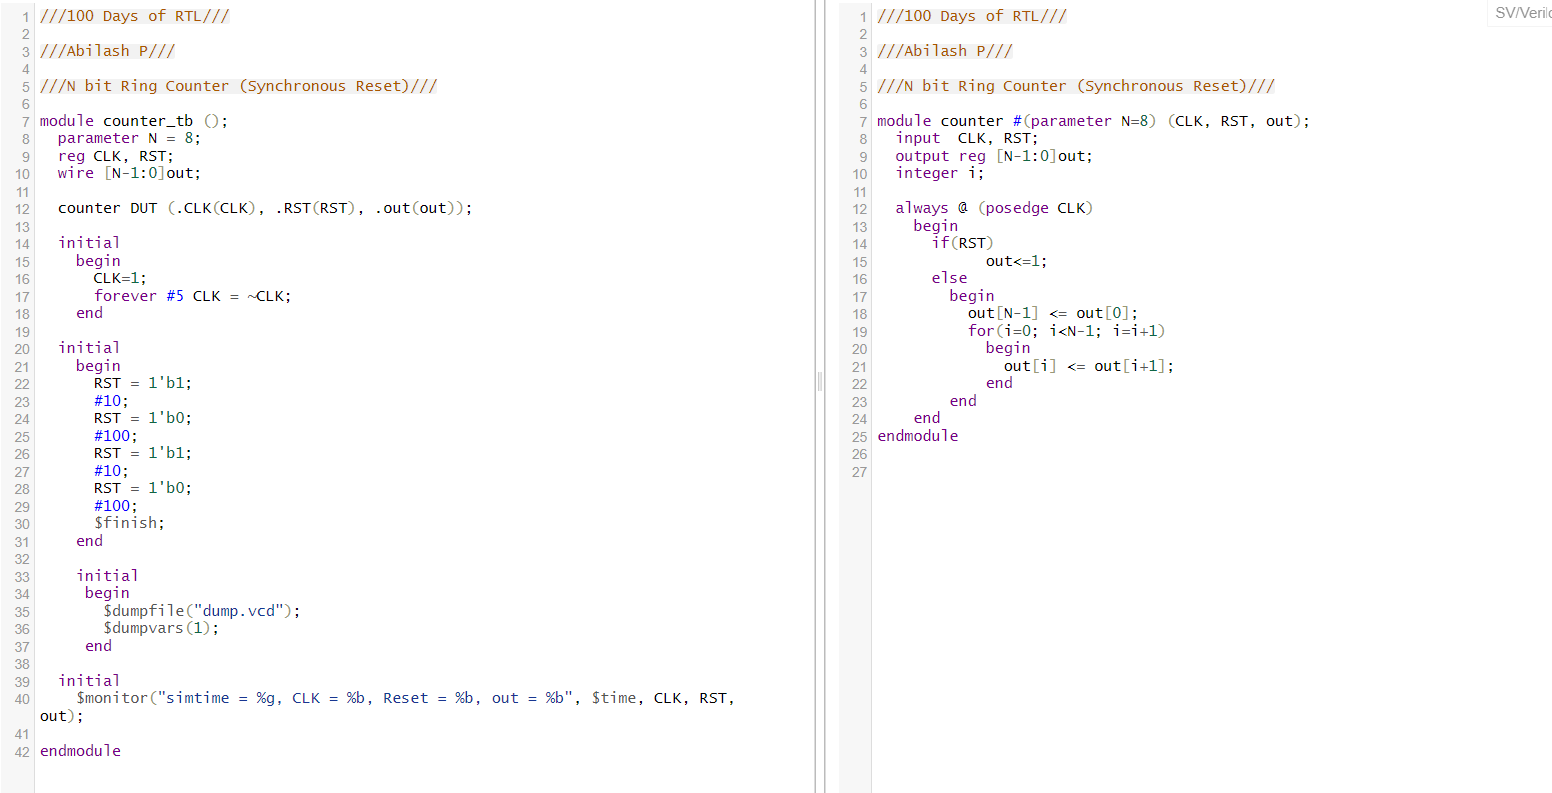 1 ///100 Days of RTL///
2
3 ///Abilash P///
4
5 ///N bit Ring Counter (Synchronous Reset)///
6
7 module counter_tb ();
8 parameter N = 8;
9 reg CLK, RST;
10 wire [N-1:0]out;
11
12 counter DUT (.CLK(CLK), .RST(RST), .out(out));
13
14 initial
15 begin
16 CLK=1;
17 forever #5 CLK = ~CLK;
18 end
19
20 initial
21 begin
22 RST = 1'b1;
23 #10;
24 RST = 1'b0;
25 #100;
26 RST = 1'b1;
27 #10;
28 RST = 1'b0;
29 #100;
30 $finish;
31 end
32
33 initial
34 begin
35 $dumpfile("dump.vcd");
36 $dumpvars(1);
37 end
38
39 initial
40 $monitor("simtime = %g, CLK = %b, Reset = %b, out = %b", $time, CLK, RST,
out);
41
42 endmodule
SV/Veril
1 ///100 Days of RTL///
2
3 ///Abilash P///
4
5 ///N bit Ring Counter (Synchronous Reset)///
6
7 module counter #(parameter N=8) (CLK, RST, out);
8 input  CLK, RST;
9 output reg [N-1:0]out;
10 integer i;
11
12 always @ (posedge CLK)
13 begin
14 if(RST)
15 out<=1;
16 else
17 begin
18 out[N-1] <= out[0];
19 for(i=0; i<N-1; i=i+1)
20 begin
21 out[i] <= out[i+1];
22 end
23 end
24 end
25 endmodule
26
27